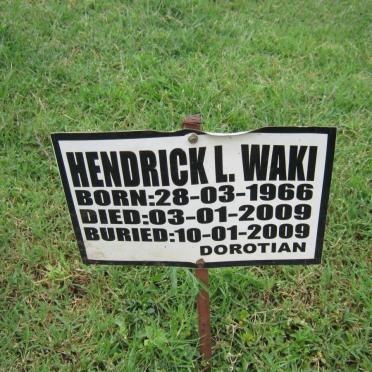 HENDRICK L. WAKI
BORN:28-03-1966
DIED:03-01-2009
BURIED:10-01-2009
DOROTIAN